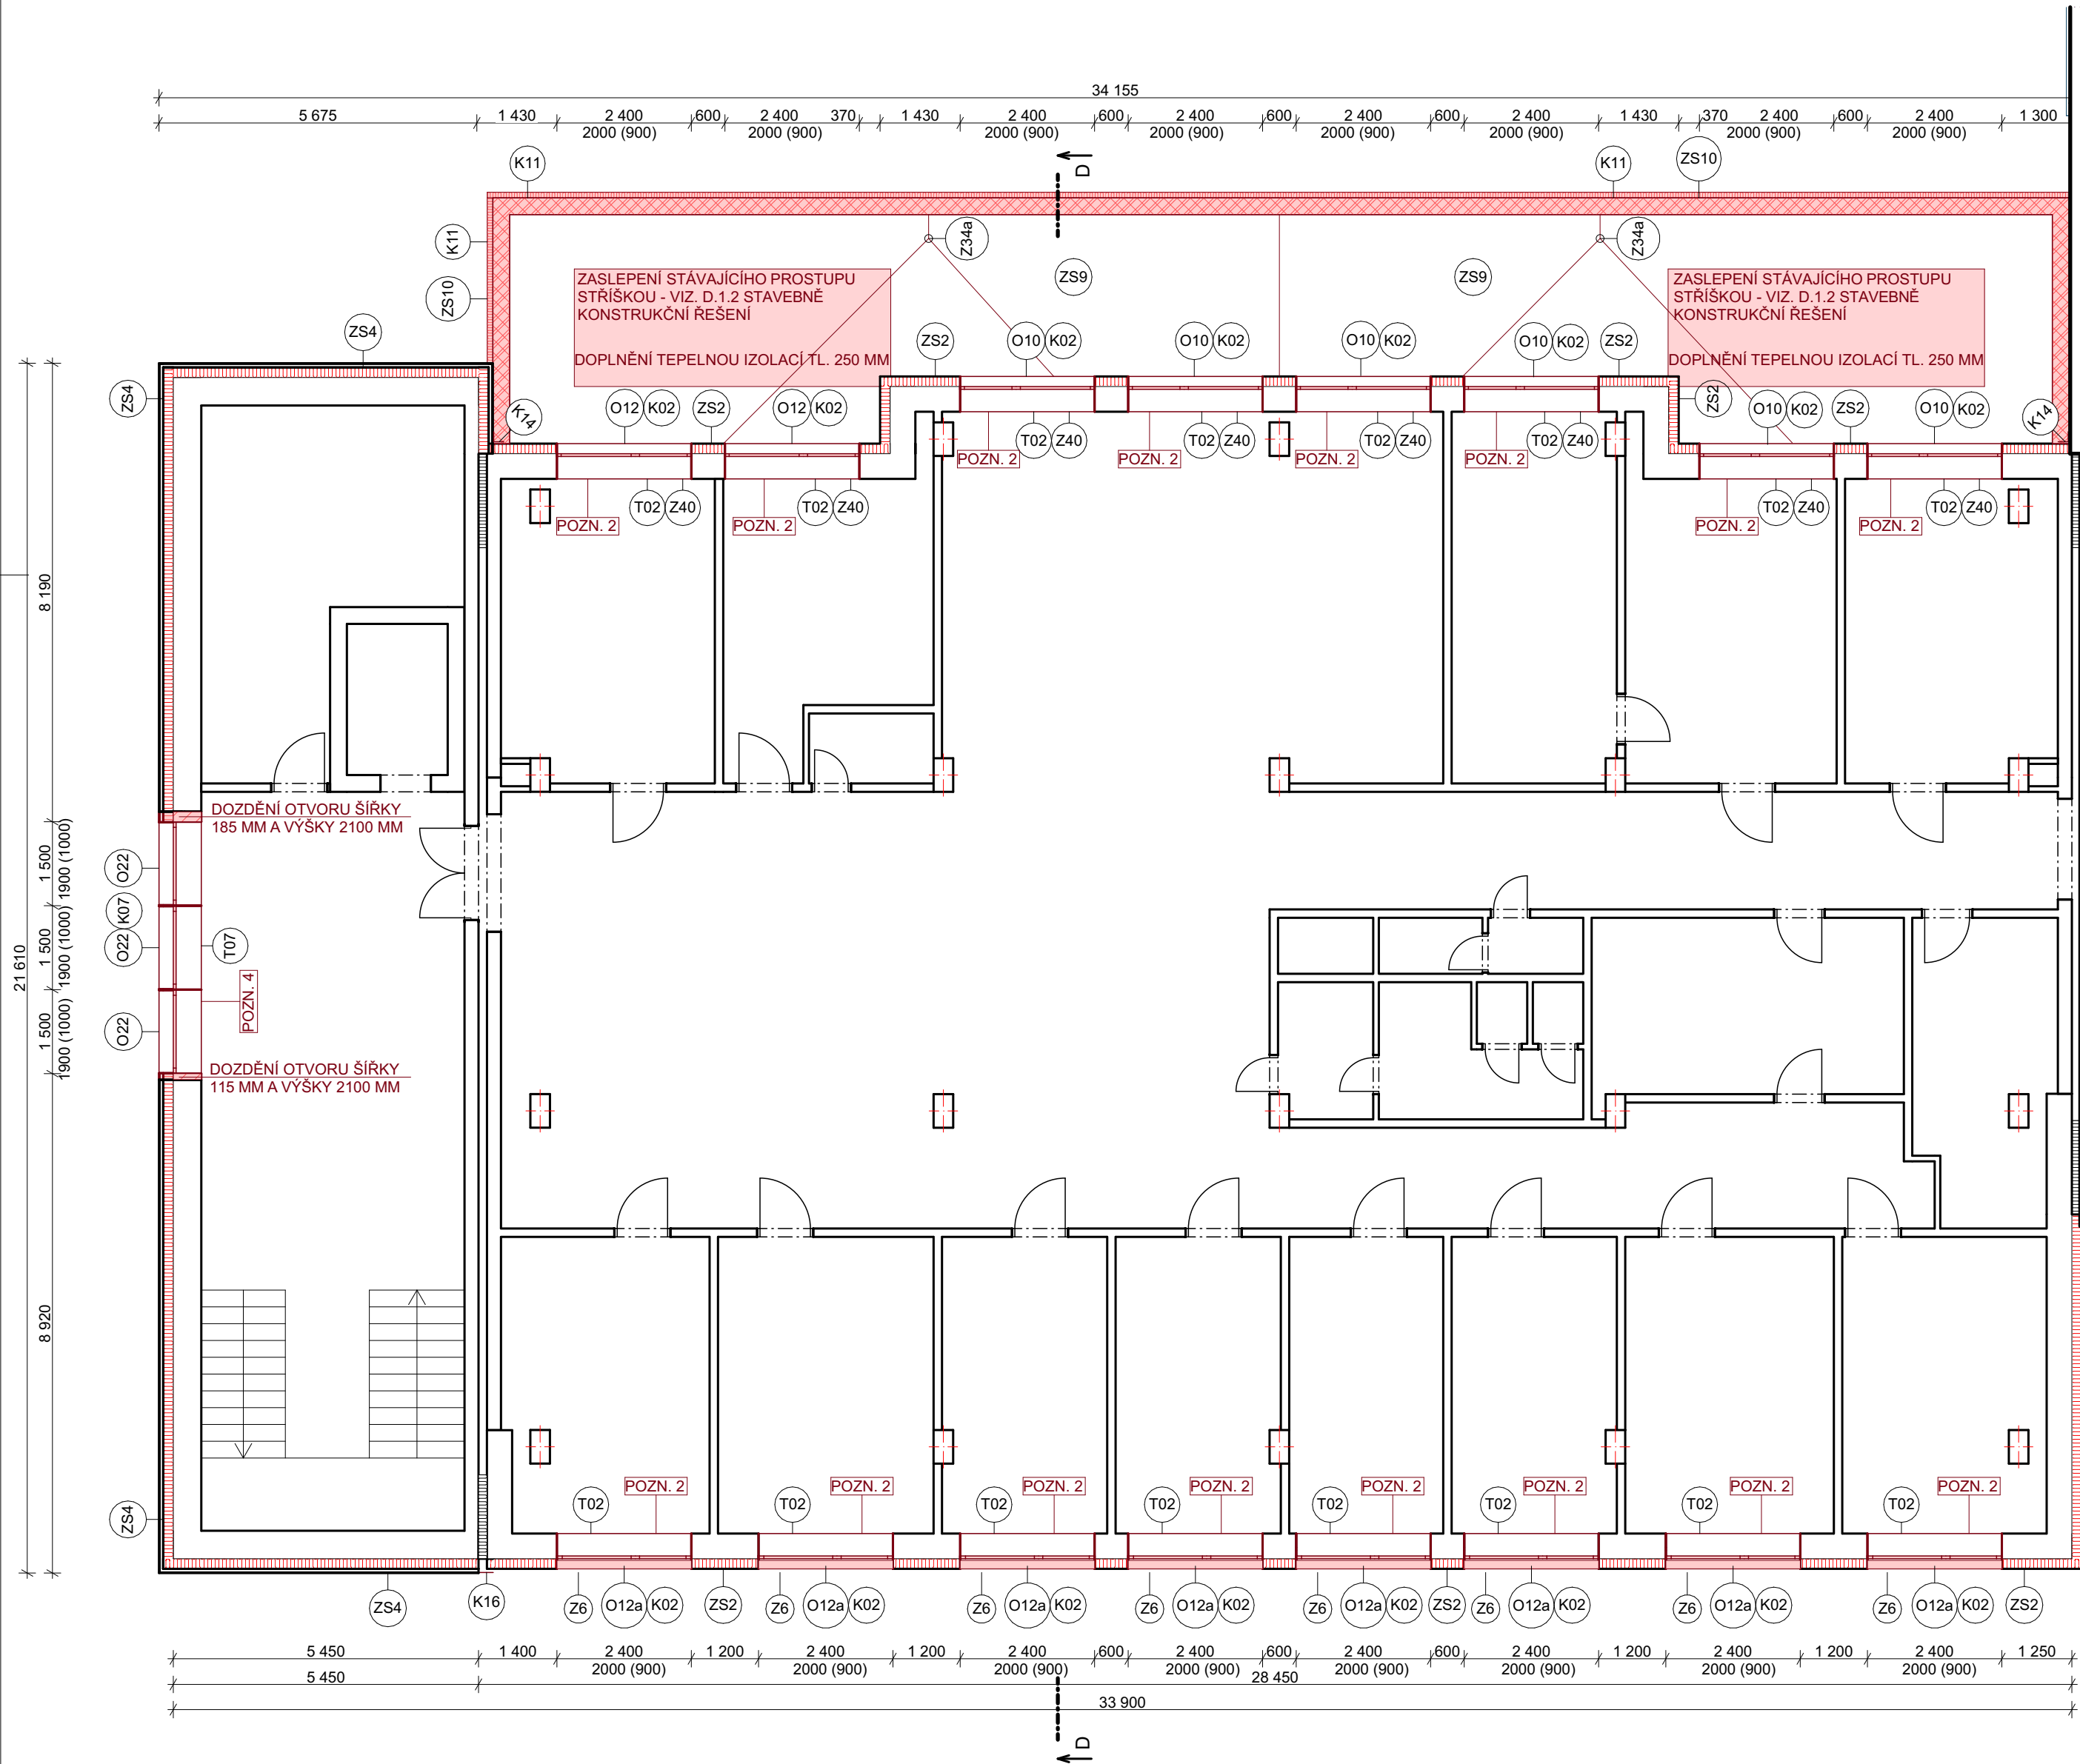 34 155
5 675 1 430 2 400 600 2 400 370 1 430 2 400 600 2 400 600 2 400 600 2 400 1 430 370 2 400 600 2 400 1 300
2000 (900) 2000 (900) 2000 (900) 2000 (900) 2000 (900) 2000 (900) 2000 (900) 2000 (900)
D
K11 K11 ZS10
K11 Z34a Z34a
ZS10 ZS9 ZS9
ZASLEPENÍ STÁVAJÍCÍHO PROSTUPU
STŘÍŠKOU - VIZ. D.1.2 STAVEBNĚ
KONSTRUKČNÍ ŘEŠENÍ
DOPLNĚNÍ TEPELNOU IZOLACÍ TL. 250 MM
ZASLEPENÍ STÁVAJÍCÍHO PROSTUPU
STŘÍŠKOU - VIZ. D.1.2 STAVEBNĚ
KONSTRUKČNÍ ŘEŠENÍ
DOPLNĚNÍ TEPELNOU IZOLACÍ TL. 250 MM
ZS4 ZS2 O10 K02 O10 K02 O10 K02 O10 K02 ZS2
ZS4 K14 O12 K02 ZS2 O12 K02 ZS2 O10 K02 ZS2 O10 K02 K14
T02 Z40 T02 Z40 T02 Z40 T02 Z40
POZN. 2 POZN. 2 POZN. 2 POZN. 2
T02 Z40 T02 Z40 T02 Z40 T02 Z40
POZN. 2 POZN. 2 POZN. 2 POZN. 2
8 190
DOZDĚNÍ OTVORU ŠÍŘKY
185 MM A VÝŠKY 2100 MM
O22
1 500
1900 (1000)
K07
O22
1 500
1900 (1000)
T07
21 610
POZN. 4
O22
1 500
1900 (1000)
DOZDĚNÍ OTVORU ŠÍŘKY
115 MM A VÝŠKY 2100 MM
8 920
POZN. 2 POZN. 2 POZN. 2 POZN. 2 POZN. 2 POZN. 2 POZN. 2 POZN. 2
ZS4 T02 T02 T02 T02 T02 T02 T02 T02
ZS4 K16 Z6 O12a K02 ZS2 Z6 O12a K02 Z6 O12a K02 Z6 O12a K02 Z6 O12a K02 ZS2 Z6 O12a K02 Z6 O12a K02 Z6 O12a K02 ZS2
5 450 1 400 2 400 1 200 2 400 1 200 2 400 600 2 400 600 2 400 600 2 400 1 200 2 400 1 200 2 400 1 250
2000 (900) 2000 (900) 2000 (900) 2000 (900) 2000 (900) 2000 (900) 2000 (900) 2000 (900)
5 450 28 450
33 900
D